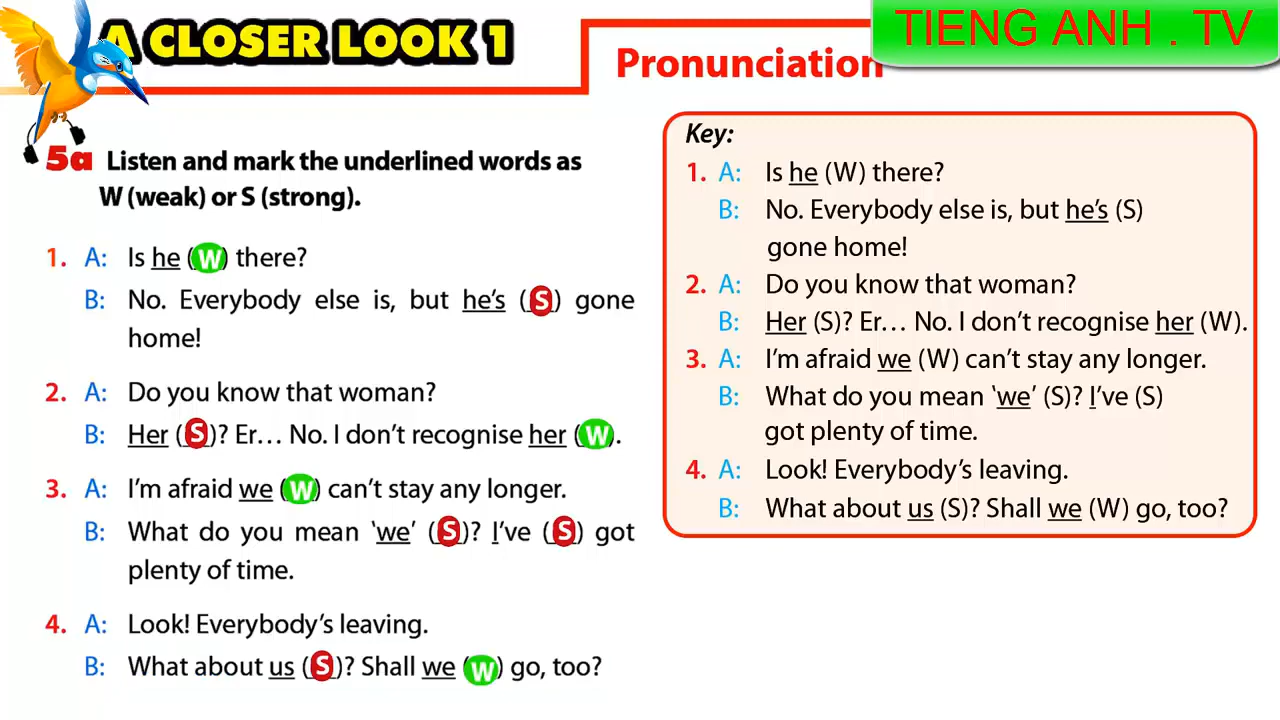 A CLOSER LOOK 1
Pronunciation
TIENG ANH . TV
5a Listen and mark the underlined words as
W (weak) or S (strong).
1. A: Is he (W) there?
B: No. Everybody else is, but he's (S) gone
home!
2. A: Do you know that woman?
B: Her (S)? Er… No. I don't recognise her (W).
3. A: I'm afraid we (W) can't stay any longer.
B: What do you mean 'we' (S)? I've (S) got
plenty of time.
4. A: Look! Everybody's leaving.
B: What about us (S)? Shall we (W) go, too?
Key:
1. A: Is he (W) there?
B: No. Everybody else is, but he's (S)
gone home!
2. A: Do you know that woman?
B: Her (S)? Er… No. I don't recognise her (W).
3. A: I'm afraid we (W) can't stay any longer.
B: What do you mean 'we' (S)? I've (S)
got plenty of time.
4. A: Look! Everybody's leaving.
B: What about us (S)? Shall we (W) go, too?